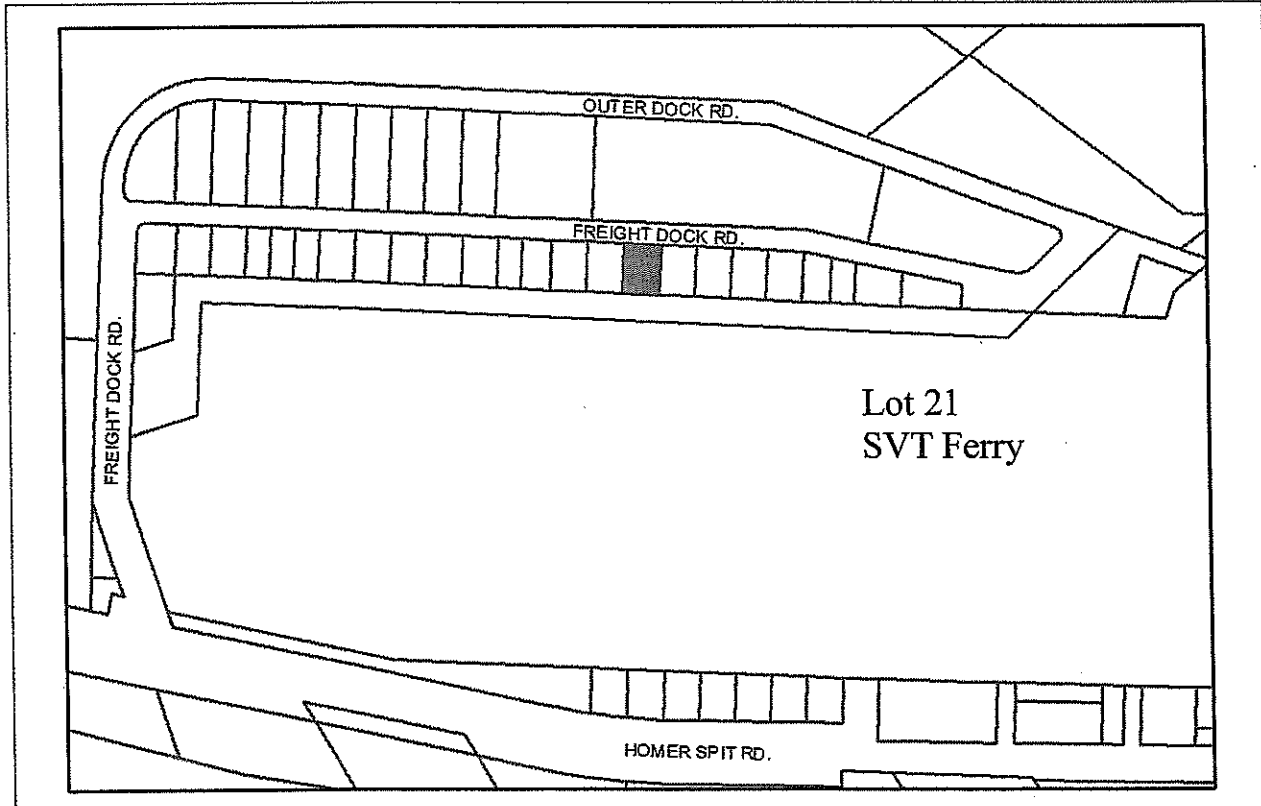 OUTER DOCK RD.
FREIGHT DOCK RD.
FREIGHT DOCK RD.
Lot 21
SVT Ferry
HOMER SPIT RD.